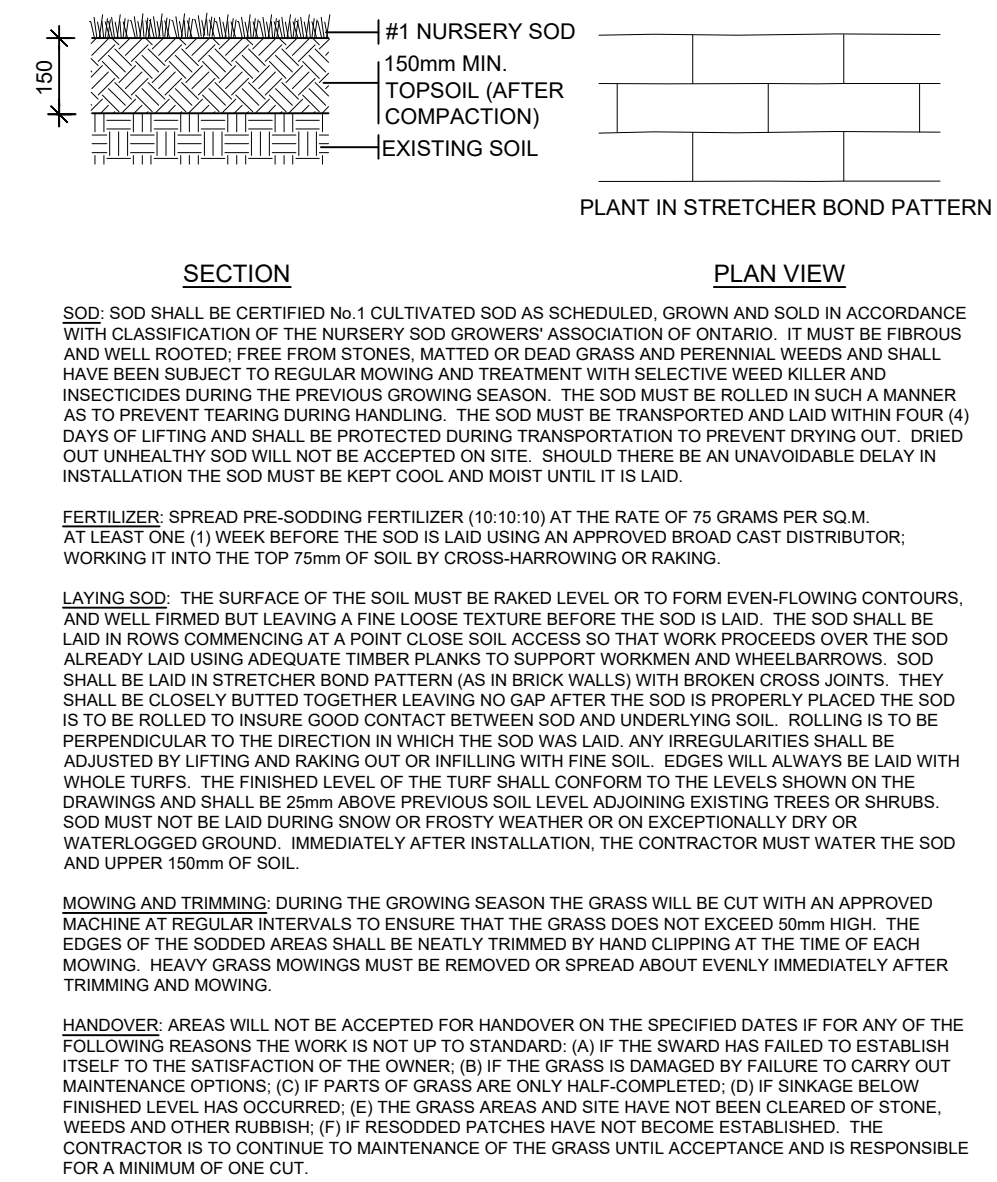 #1 NURSERY SOD
150
150mm MIN.
TOPSOIL (AFTER
COMPACTION)
EXISTING SOIL
PLANT IN STRETCHER BOND PATTERN
SECTION
PLAN VIEW
SOD: SOD SHALL BE CERTIFIED No.1 CULTIVATED SOD AS SCHEDULED, GROWN AND SOLD IN ACCORDANCE
WITH CLASSIFICATION OF THE NURSERY SOD GROWERS' ASSOCIATION OF ONTARIO. IT MUST BE FIBROUS
AND WELL ROOTED; FREE FROM STONES, MATTED OR DEAD GRASS AND PERENNIAL WEEDS AND SHALL
HAVE BEEN SUBJECT TO REGULAR MOWING AND TREATMENT WITH SELECTIVE WEED KILLER AND
INSECTICIDES DURING THE PREVIOUS GROWING SEASON. THE SOD MUST BE ROLLED IN SUCH A MANNER
AS TO PREVENT TEARING DURING HANDLING. THE SOD MUST BE TRANSPORTED AND LAID WITHIN FOUR (4)
DAYS OF LIFTING AND SHALL BE PROTECTED DURING TRANSPORTATION TO PREVENT DRYING OUT. DRIED
OUT UNHEALTHY SOD WILL NOT BE ACCEPTED ON SITE. SHOULD THERE BE AN UNAVOIDABLE DELAY IN
INSTALLATION THE SOD MUST BE KEPT COOL AND MOIST UNTIL IT IS LAID.
FERTILIZER: SPREAD PRE-SODDING FERTILIZER (10:10:10) AT THE RATE OF 75 GRAMS PER SQ.M.
AT LEAST ONE (1) WEEK BEFORE THE SOD IS LAID USING AN APPROVED BROAD CAST DISTRIBUTOR;
WORKING IT INTO THE TOP 75mm OF SOIL BY CROSS-HARROWING OR RAKING.
LAYING SOD: THE SURFACE OF THE SOIL MUST BE RAKED LEVEL OR TO FORM EVEN-FLOWING CONTOURS,
AND WELL FIRMED BUT LEAVING A FINE LOOSE TEXTURE BEFORE THE SOD IS LAID. THE SOD SHALL BE
LAID IN ROWS COMMENCING AT A POINT CLOSE SOIL ACCESS SO THAT WORK PROCEEDS OVER THE SOD
ALREADY LAID USING ADEQUATE TIMBER PLANKS TO SUPPORT WORKMEN AND WHEELBARROWS. SOD
SHALL BE LAID IN STRETCHER BOND PATTERN (AS IN BRICK WALLS) WITH BROKEN CROSS JOINTS. THEY
SHALL BE CLOSELY BUTTED TOGETHER LEAVING NO GAP AFTER THE SOD IS PROPERLY PLACED THE SOD
IS TO BE ROLLED TO INSURE GOOD CONTACT BETWEEN SOD AND UNDERLYING SOIL. ROLLING IS TO BE
PERPENDICULAR TO THE DIRECTION IN WHICH THE SOD WAS LAID. ANY IRREGULARITIES SHALL BE
ADJUSTED BY LIFTING AND RAKING OUT OR INFILLING WITH FINE SOIL. EDGES WILL ALWAYS BE LAID WITH
WHOLE TURFS. THE FINISHED LEVEL OF THE TURF SHALL CONFORM TO THE LEVELS SHOWN ON THE
DRAWINGS AND SHALL BE 25mm ABOVE PREVIOUS SOIL LEVEL ADJOINING EXISTING TREES OR SHRUBS.
SOD MUST NOT BE LAID DURING SNOW OR FROSTY WEATHER OR ON EXCEPTIONALLY DRY OR
WATERLOGGED GROUND. IMMEDIATELY AFTER INSTALLATION, THE CONTRACTOR MUST WATER THE SOD
AND UPPER 150mm OF SOIL.
MOWING AND TRIMMING: DURING THE GROWING SEASON THE GRASS WILL BE CUT WITH AN APPROVED
MACHINE AT REGULAR INTERVALS TO ENSURE THAT THE GRASS DOES NOT EXCEED 50mm HIGH. THE
EDGES OF THE SODDED AREAS SHALL BE NEATLY TRIMMED BY HAND CLIPPING AT THE TIME OF EACH
MOWING. HEAVY GRASS MOWINGS MUST BE REMOVED OR SPREAD ABOUT EVENLY IMMEDIATELY AFTER
TRIMMING AND MOWING.
HANDOVER: AREAS WILL NOT BE ACCEPTED FOR HANDOVER ON THE SPECIFIED DATES IF FOR ANY OF THE
FOLLOWING REASONS THE WORK IS NOT UP TO STANDARD: (A) IF THE SWARD HAS FAILED TO ESTABLISH
ITSELF TO THE SATISFACTION OF THE OWNER; (B) IF THE GRASS IS DAMAGED BY FAILURE TO CARRY OUT
MAINTENANCE OPTIONS; (C) IF PARTS OF GRASS ARE ONLY HALF-COMPLETED; (D) IF SINKAGE BELOW
FINISHED LEVEL HAS OCCURRED; (E) THE GRASS AREAS AND SITE HAVE NOT BEEN CLEARED OF STONE,
WEEDS AND OTHER RUBBISH; (F) IF RESODDED PATCHES HAVE NOT BECOME ESTABLISHED. THE
CONTRACTOR IS TO CONTINUE TO MAINTENANCE OF THE GRASS UNTIL ACCEPTANCE AND IS RESPONSIBLE
FOR A MINIMUM OF ONE CUT.